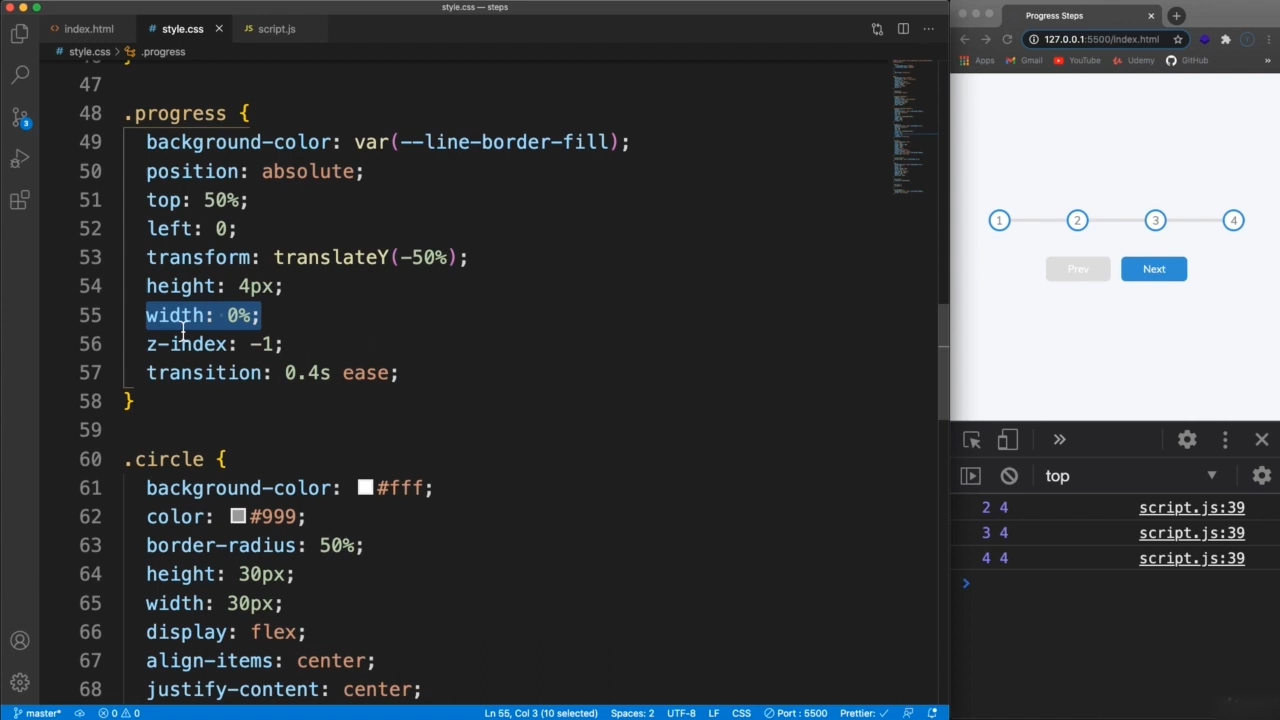 style.css — steps
index.html
style.css
JS script.js
style.css > .progress
47
48 .progress {
49 background-color: var(--line-border-fill);
50 position: absolute;
51 top: 50%;
52 left: 0;
53 transform: translateY(-50%);
54 height: 4px;
55 width: 0%;
56 z-index: -1;
57 transition: 0.4s ease;
58 }
59
60 .circle {
61 background-color: #fff;
62 color: #999;
63 border-radius: 50%;
64 height: 30px;
65 width: 30px;
66 display: flex;
67 align-items: center;
68 justify-content: center;
3
master* 0 0 Ln 55, Col 3 (10 selected) Spaces: 2 UTF-8 LF CSS Port : 5500 Prettier: ✓
Progress Steps
127.0.0.1:5500/index.html
Apps Gmail YouTube Udemy GitHub »
1 2 3 4
Prev Next
» 
top
2 4 script.js:39
3 4 script.js:39
4 4 script.js:39
>